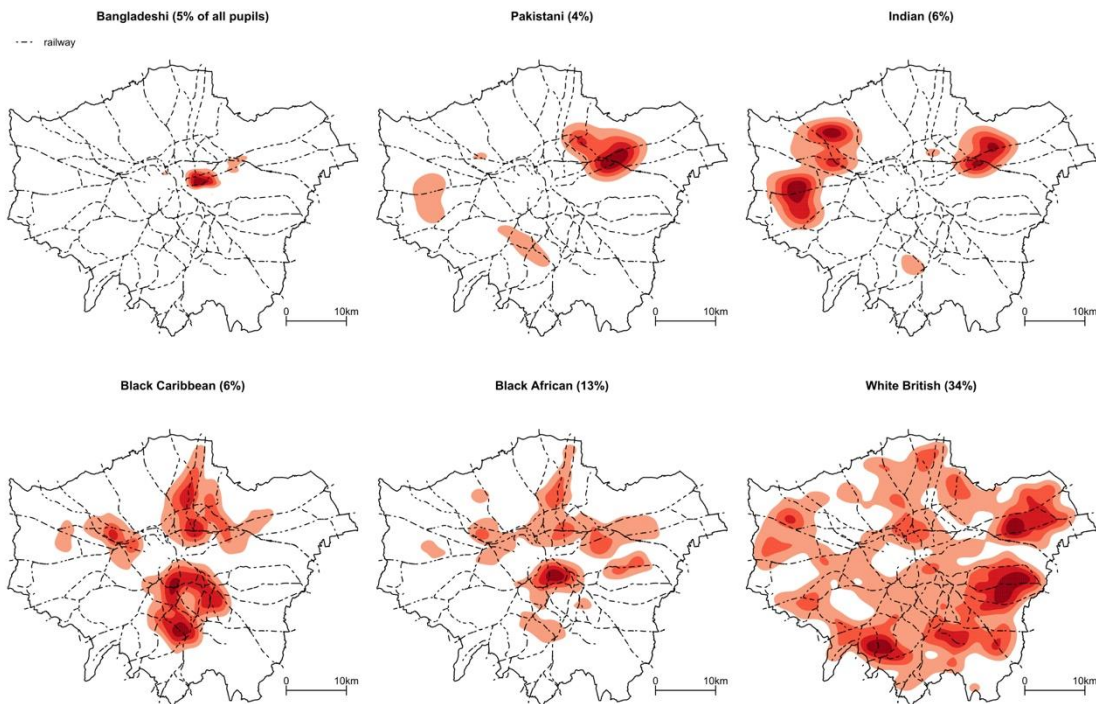 Bangladeshi (5% of all pupils)
Pakistani (4%)
Indian (6%)
railway
0 10km
0 10km
0 10km
Black Caribbean (6%)
Black African (13%)
White British (34%)
0 10km
0 10km
0 10km